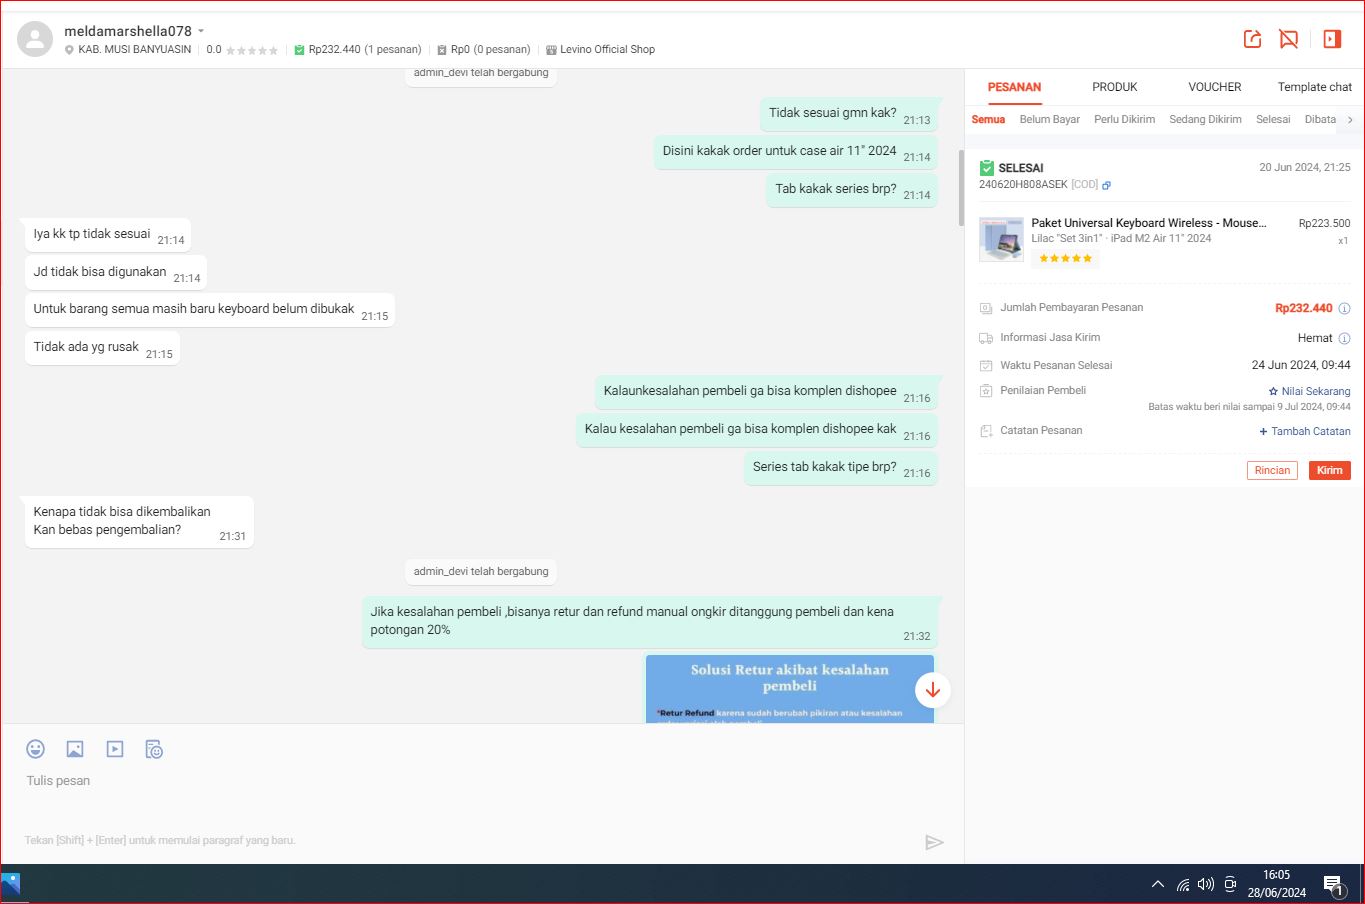 meldamarshella078
KAB. MUSI BANYUASIN
0.0
Rp232.440 (1 pesanan)
Rp0 (0 pesanan)
Levino Official Shop
admin_devi telah bergabung
Tidak sesuai gmn kak? 21:13
Disini kakak order untuk case air 11" 2024 21:14
Tab kakak series brp? 21:14
Iya kk tp tidak sesuai 21:14
Jd tidak bisa digunakan 21:14
Untuk barang semua masih baru keyboard belum dibukak 21:15
Tidak ada yg rusak 21:15
Kalaunkesalahan pembeli ga bisa komplen dishopee 21:16
Kalau kesalahan pembeli ga bisa komplen dishopee kak 21:16
Series tab kakak tipe brp? 21:16
Kenapa tidak bisa dikembalikan
Kan bebas pengembalian? 21:31
admin_devi telah bergabung
Jika kesalahan pembeli ,bisanya retur dan refund manual ongkir ditanggung pembeli dan kena
potongan 20% 21:32
Solusi Retur akibat kesalahan
pembeli
*Retur Refund karena sudah berubah pikiran atau kesalahan
Tulis pesan
Tekan [Shift] + [Enter] untuk memulai paragraf yang baru.
PESANAN PRODUK VOUCHER Template chat
Semua Belum Bayar Perlu Dikirim Sedang Dikirim Selesai Dibata
SELESAI 20 Jun 2024, 21:25
240620H808ASEK [COD]
Paket Universal Keyboard Wireless - Mouse... Rp223.500
Lilac "Set 3in1" · iPad M2 Air 11" 2024 x1
Jumlah Pembayaran Pesanan Rp232.440
Informasi Jasa Kirim Hemat
Waktu Pesanan Selesai 24 Jun 2024, 09:44
Penilaian Pembeli Nilai Sekarang
Batas waktu beri nilai sampai 9 Jul 2024, 09:44
Catatan Pesanan + Tambah Catatan
Rincian Kirim
16:05
28/06/2024
1